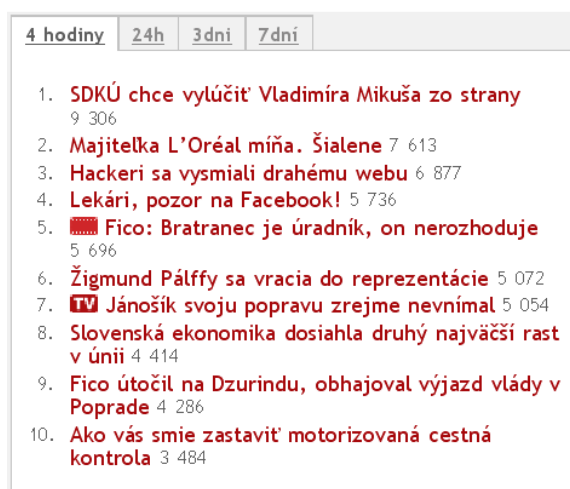 4 hodiny 24h 3dni 7dní
1. SDKÚ chce vylúčiť Vladimíra Mikuša zo strany
9 306
2. Majiteľka L’Oréal míňa. Šialene 7 613
3. Hackeri sa vysmiali drahému webu 6 877
4. Lekári, pozor na Facebook! 5 736
5. Fico: Bratranec je úradník, on nerozhoduje
5 696
6. Žigmund Pálffy sa vracia do reprezentácie 5 072
7. TV Jánošík svoju popravu zrejme nevnímal 5 054
8. Slovenská ekonomika dosiahla druhý najväčší rast
v únii 4 414
9. Fico útočil na Dzurindu, obhajoval výjazd vlády v
Poprade 4 286
10. Ako vás smie zastaviť motorizovaná cestná
kontrola 3 484